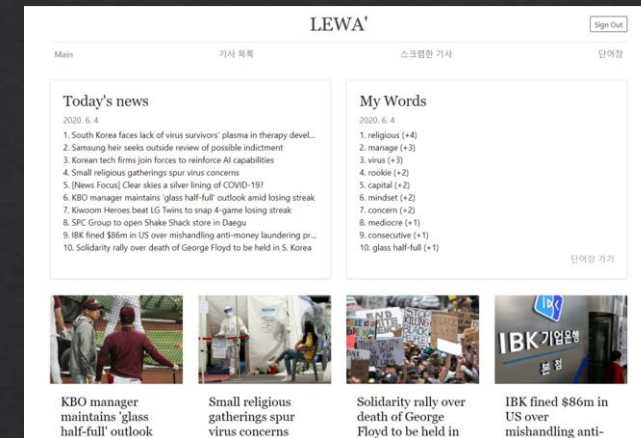 LEWA'
Sign Out
Main 기사 목록 스크랩한 기사 단어장
Today's news
2020. 6. 4
1. South Korea faces lack of virus survivors' plasma in therapy devel...
2. Samsung heir seeks outside review of possible indictment
3. Korean tech firms join forces to reinforce AI capabilities
4. Small religious gatherings spur virus concerns
5. [News Focus] Clear skies a silver lining of COVID-19?
6. KBO manager maintains 'glass half-full' outlook amid losing streak
7. Kiwoom Heroes beat LG Twins to snap 4-game losing streak
8. SPC Group to open Shake Shack store in Daegu
9. IBK fined $86m in US over mishandling anti-money laundering pr...
10. Solidarity rally over death of George Floyd to be held in S. Korea
My Words
2020. 6. 4
1. religious (+4)
2. manage (+3)
3. virus (+3)
4. rookie (+2)
5. capital (+2)
6. mindset (+2)
7. concern (+2)
8. mediocre (+1)
9. consecutive (+1)
10. glass half-full (+1)
단어장 가기
STOP
KILLING
BLACK
IBK 기업은행
본 점
KBO manager
maintains 'glass
half-full' outlook
Small religious
gatherings spur
virus concerns
Solidarity rally over
death of George
Floyd to be held in
IBK fined $86m in
US over
mishandling anti-